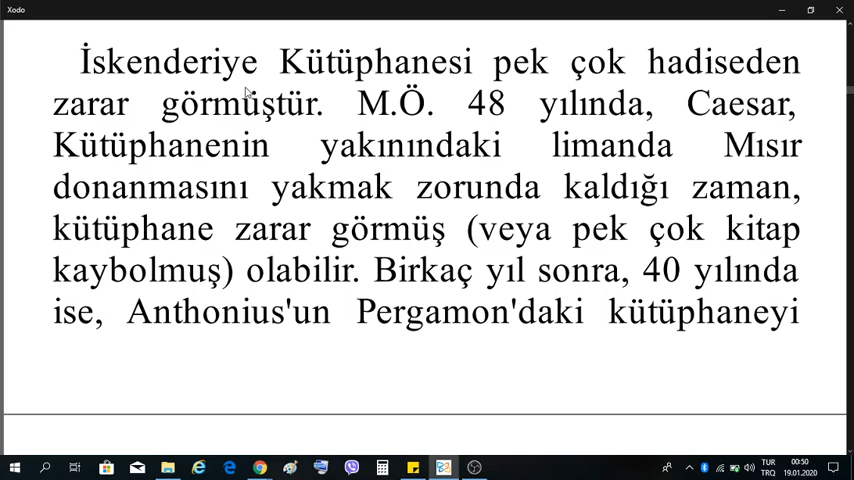 Xodo
İskenderiye Kütüphanesi pek çok hadiseden
zarar görmüştür. M.Ö. 48 yılında, Caesar,
Kütüphanenin yakınındaki limanda Mısır
donanmasını yakmak zorunda kaldığı zaman,
kütüphane zarar görmüş (veya pek çok kitap
kaybolmuş) olabilir. Birkaç yıl sonra, 40 yılında
ise, Anthonius'un Pergamon'daki kütüphaneyi
TUR 00:50
TRQ 19.01.2020